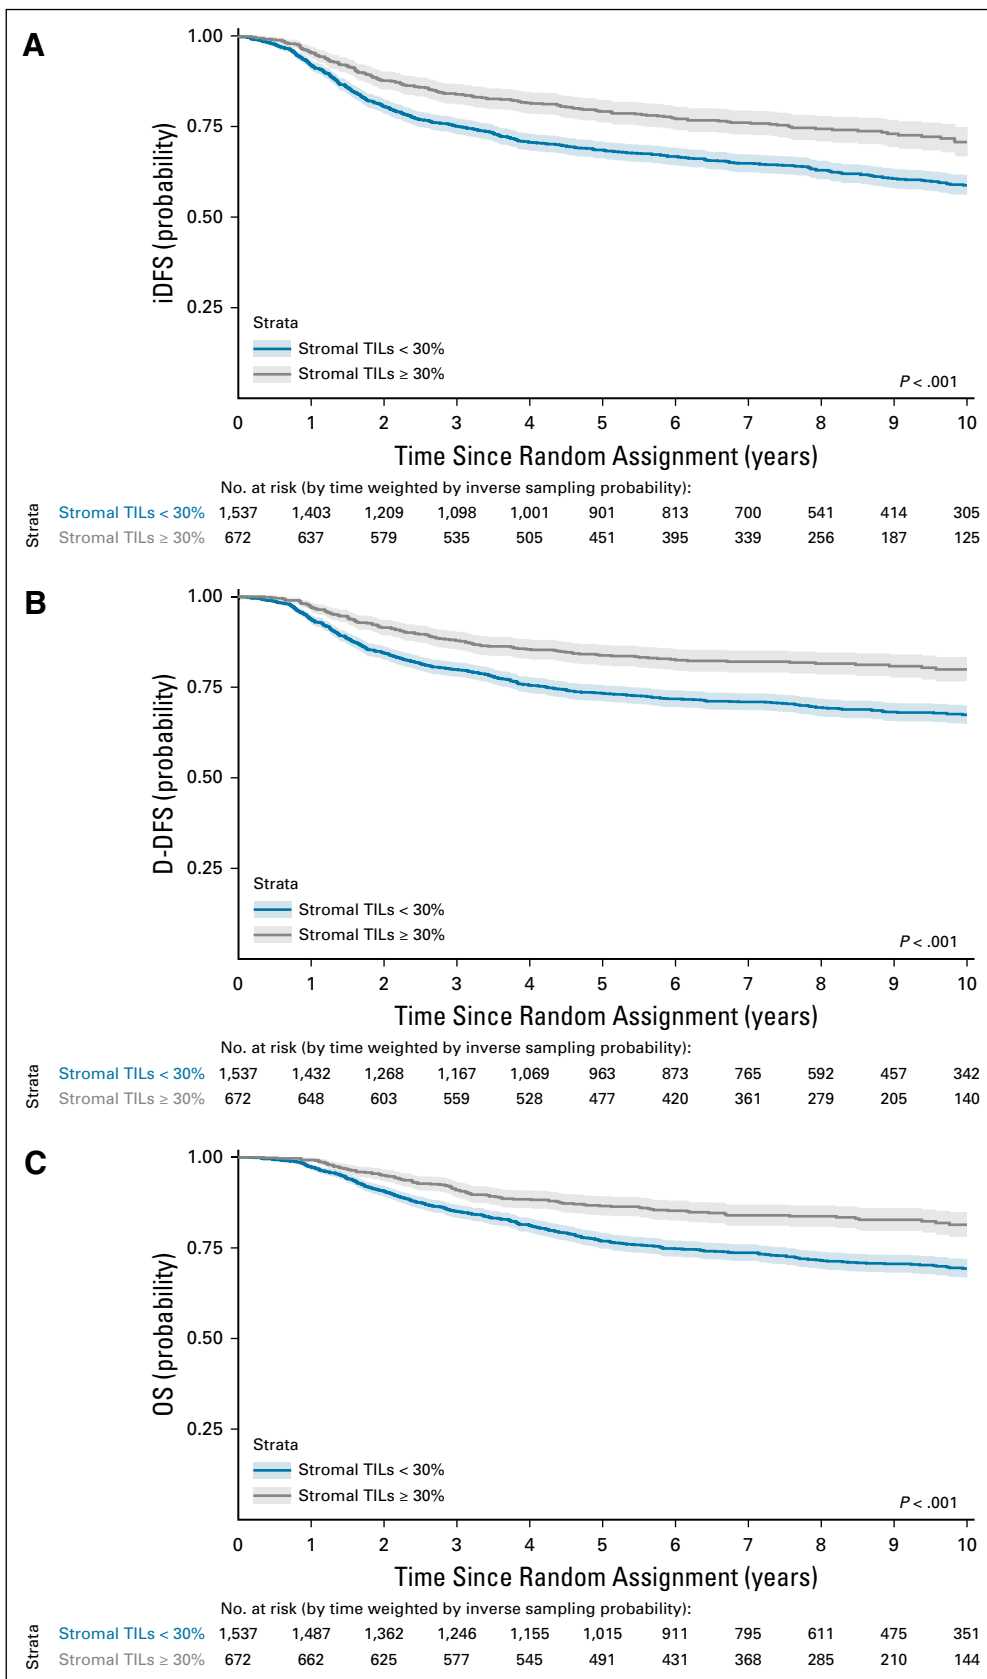 A
1.00
0.75
0.50
0.25
iDFS (probability)
Strata
Stromal TILs < 30%
Stromal TILs ≥ 30%
P < .001
0 1 2 3 4 5 6 7 8 9 10
Time Since Random Assignment (years)
No. at risk (by time weighted by inverse sampling probability):
Strata
Stromal TILs < 30% 1,537 1,403 1,209 1,098 1,001 901 813 700 541 414 305
Stromal TILs ≥ 30% 672 637 579 535 505 451 395 339 256 187 125
B
1.00
0.75
0.50
0.25
D-DFS (probability)
Strata
Stromal TILs < 30%
Stromal TILs ≥ 30%
P < .001
0 1 2 3 4 5 6 7 8 9 10
Time Since Random Assignment (years)
No. at risk (by time weighted by inverse sampling probability):
Strata
Stromal TILs < 30% 1,537 1,432 1,268 1,167 1,069 963 873 765 592 457 342
Stromal TILs ≥ 30% 672 648 603 559 528 477 420 361 279 205 140
C
1.00
0.75
0.50
0.25
OS (probability)
Strata
Stromal TILs < 30%
Stromal TILs ≥ 30%
P < .001
0 1 2 3 4 5 6 7 8 9 10
Time Since Random Assignment (years)
No. at risk (by time weighted by inverse sampling probability):
Strata
Stromal TILs < 30% 1,537 1,487 1,362 1,246 1,155 1,015 911 795 611 475 351
Stromal TILs ≥ 30% 672 662 625 577 545 491 431 368 285 210 144